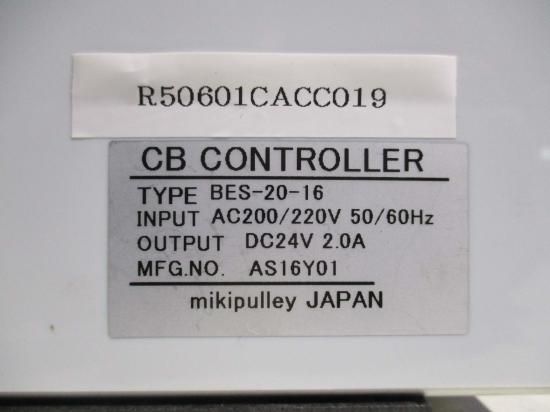 R50601CACC019
CB CONTROLLER
TYPE BES-20-16
INPUT AC200/220V 50/60Hz
OUTPUT DC24V 2.0A
MFG.NO. AS16Y01
mikipulley JAPAN